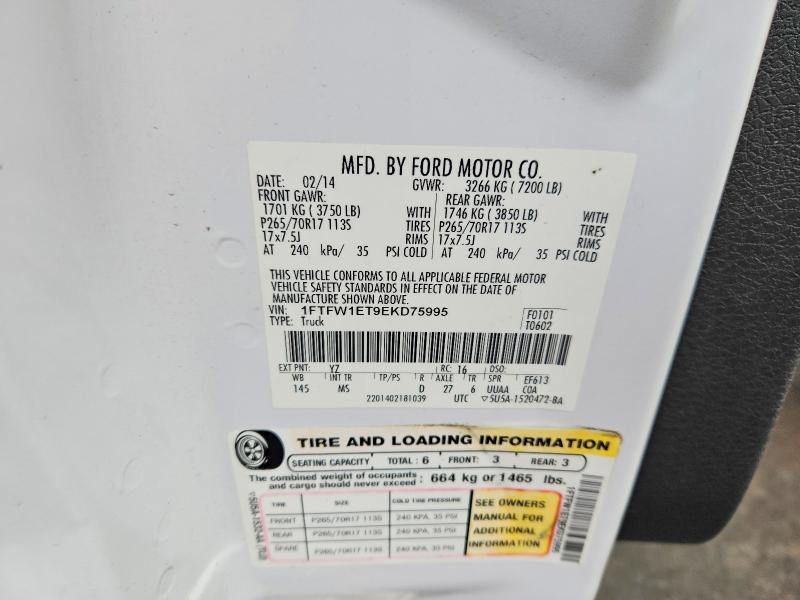 MFD. BY FORD MOTOR CO.
DATE: 02/14 GVWR: 3266 KG ( 7200 LB)
FRONT GAWR: REAR GAWR:
1701 KG ( 3750 LB) WITH 1746 KG ( 3850 LB) WITH
P265/70R17 113S TIRES P265/70R17 113S TIRES
17x7.5J RIMS 17x7.5J RIMS
AT 240 kPa/ 35 PSI COLD AT 240 kPa/ 35 PSI COLD
THIS VEHICLE CONFORMS TO ALL APPLICABLE FEDERAL MOTOR
VEHICLE SAFETY STANDARDS IN EFFECT ON THE DATE OF
MANUFACTURE SHOWN ABOVE.
VIN: 1FTFW1ET9EKD75995 F0101
TYPE: Truck T0602
EXT PNT: YZ RC: 16 DSO:
WB INT TR TP/PS R AXLE TR SPR EF613
145 MS D 27 6 UUAA COA
2201402181039 UTC ▽5U5A-1520472-BA
TIRE AND LOADING INFORMATION
SEATING CAPACITY TOTAL : 6 FRONT: 3 REAR: 3
The combined weight of occupants and cargo should never exceed : 664 kg or 1465 lbs.
TIRE SIZE COLD TIRE PRESSURE
FRONT P265/70R17 113S 240 KPA, 35 PSI
REAR P265/70R17 113S 240 KPA, 35 PSI
SPARE P265/70R17 113S 240 KPA, 35 PSI
SEE OWNERS
MANUAL FOR
ADDITIONAL
INFORMATION